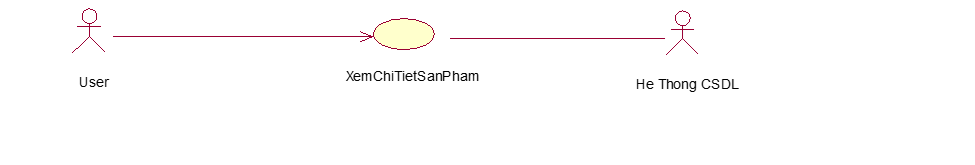 User
XemChiTietSanPham
He Thong CSDL